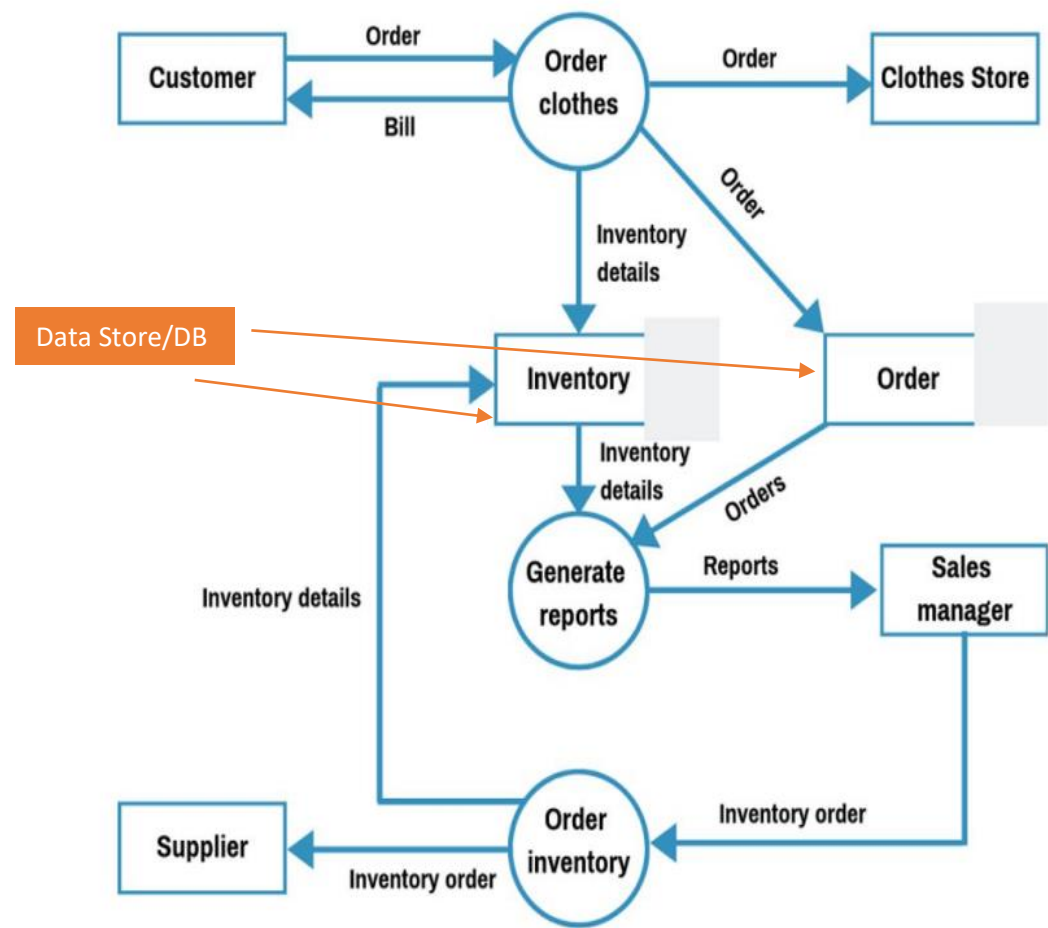 Order
Customer
Order
clothes
Order
Clothes Store
Bill
Order
Inventory
details
Data Store/DB
Inventory
Order
Inventory
details
Orders
Generate
reports
Reports
Sales
manager
Inventory details
Order
inventory
Inventory order
Supplier
Inventory order